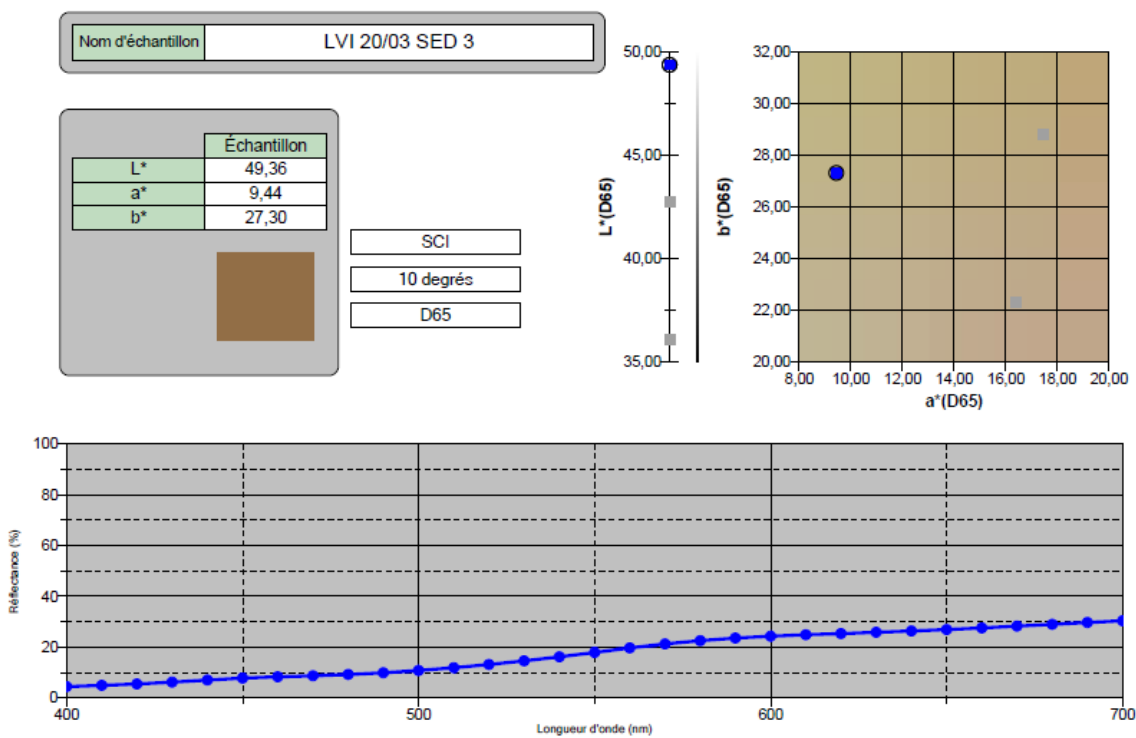 Nom d'échantillon LVI 20/03 SED 3
Échantillon
L* 49,36
a* 9,44
b* 27,30
SCI
10 degrés
D65
50,00
45,00
40,00
35,00
L*(D65)
32,00
30,00
28,00
26,00
24,00
22,00
20,00
b*(D65)
8,00 10,00 12,00 14,00 16,00 18,00 20,00
a*(D65)
100
80
60
40
20
0
Réflectance (%)
400 500 600 700
Longueur d'onde (nm)